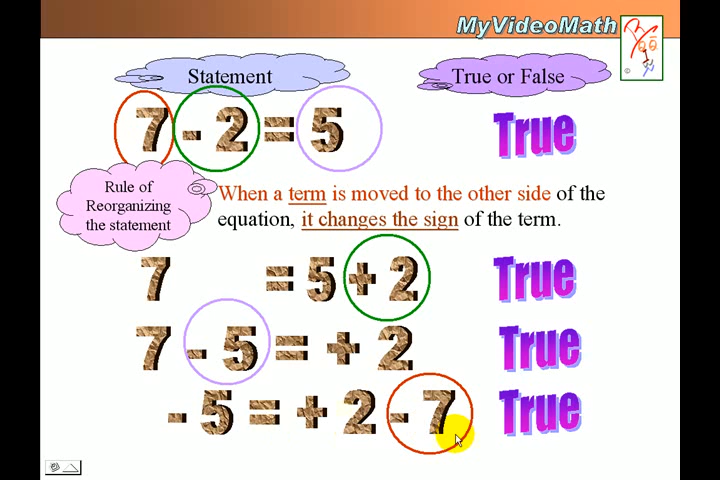 MyVideoMath
Statement
True or False
7 - 2 = 5 True
Rule of
Reorganizing
the statement
When a term is moved to the other side of the
equation, it changes the sign of the term.
7 = 5 + 2 True
7 - 5 = + 2 True
- 5 = + 2 - 7 True